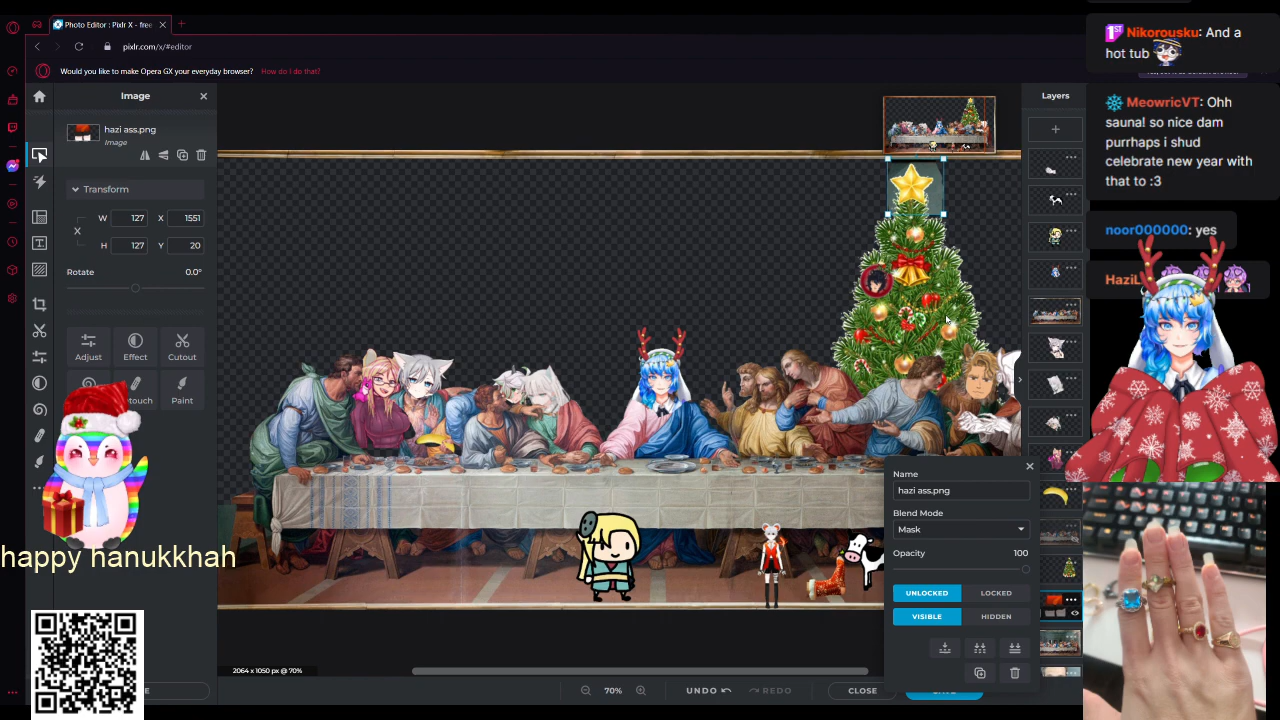 Photo Editor : Pixlr X - free
pixlr.com/x/#editor
Would you like to make Opera GX your everyday browser? How do I do that?
Image
hazi ass.png
Image
Transform
W 127 X 1551
X
H 127 Y 20
Rotate 0.0°
Adjust Effect Cutout
Paint
happy hanukkhah
2064 x 1050 px @ 70%
70%
UNDO REDO
CLOSE
Layers
Name
hazi ass.png
Blend Mode
Mask
Opacity 100
UNLOCKED LOCKED
VISIBLE HIDDEN
1ST Nikorousku: And a
hot tub
MeowricVT: Ohh
sauna! so nice dam
purrhaps i shud
celebrate new year with
that to :3
noor000000: yes